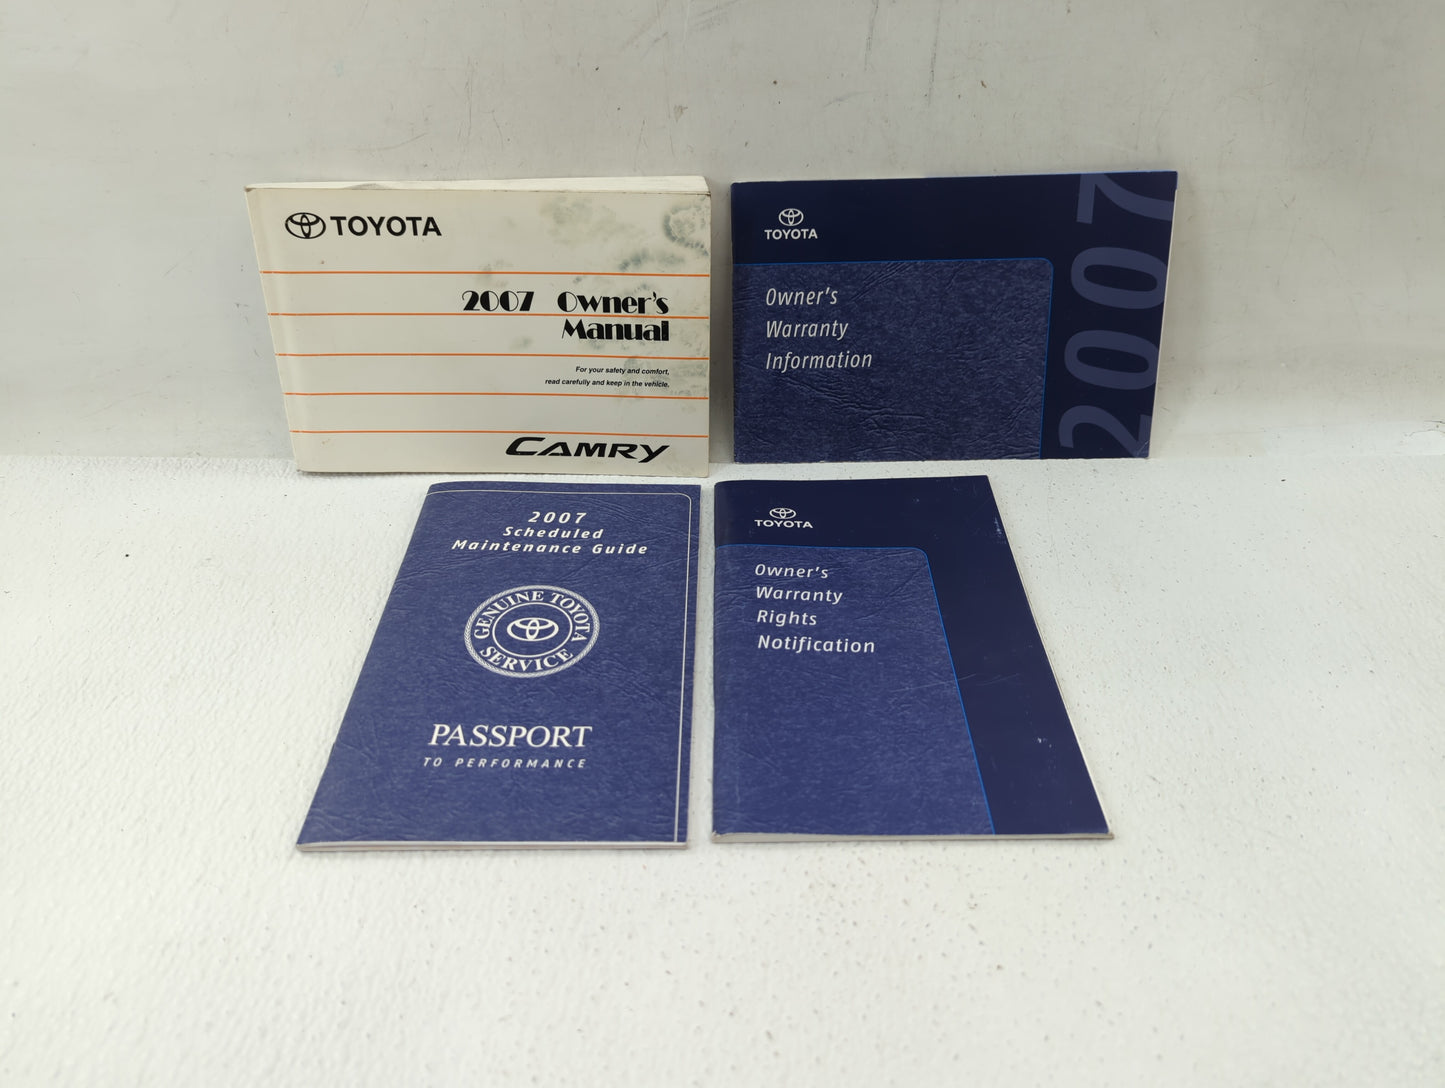 TOYOTA
2007 Owner's
Manual
For your safety and comfort,
read carefully and keep in the vehicle.
CAMRY
TOYOTA
Owner's
Warranty
Information
2007
2007
Scheduled
Maintenance Guide
GENUINE TOYOTA
SERVICE
PASSPORT
TO PERFORMANCE
TOYOTA
Owner's
Warranty
Rights
Notification